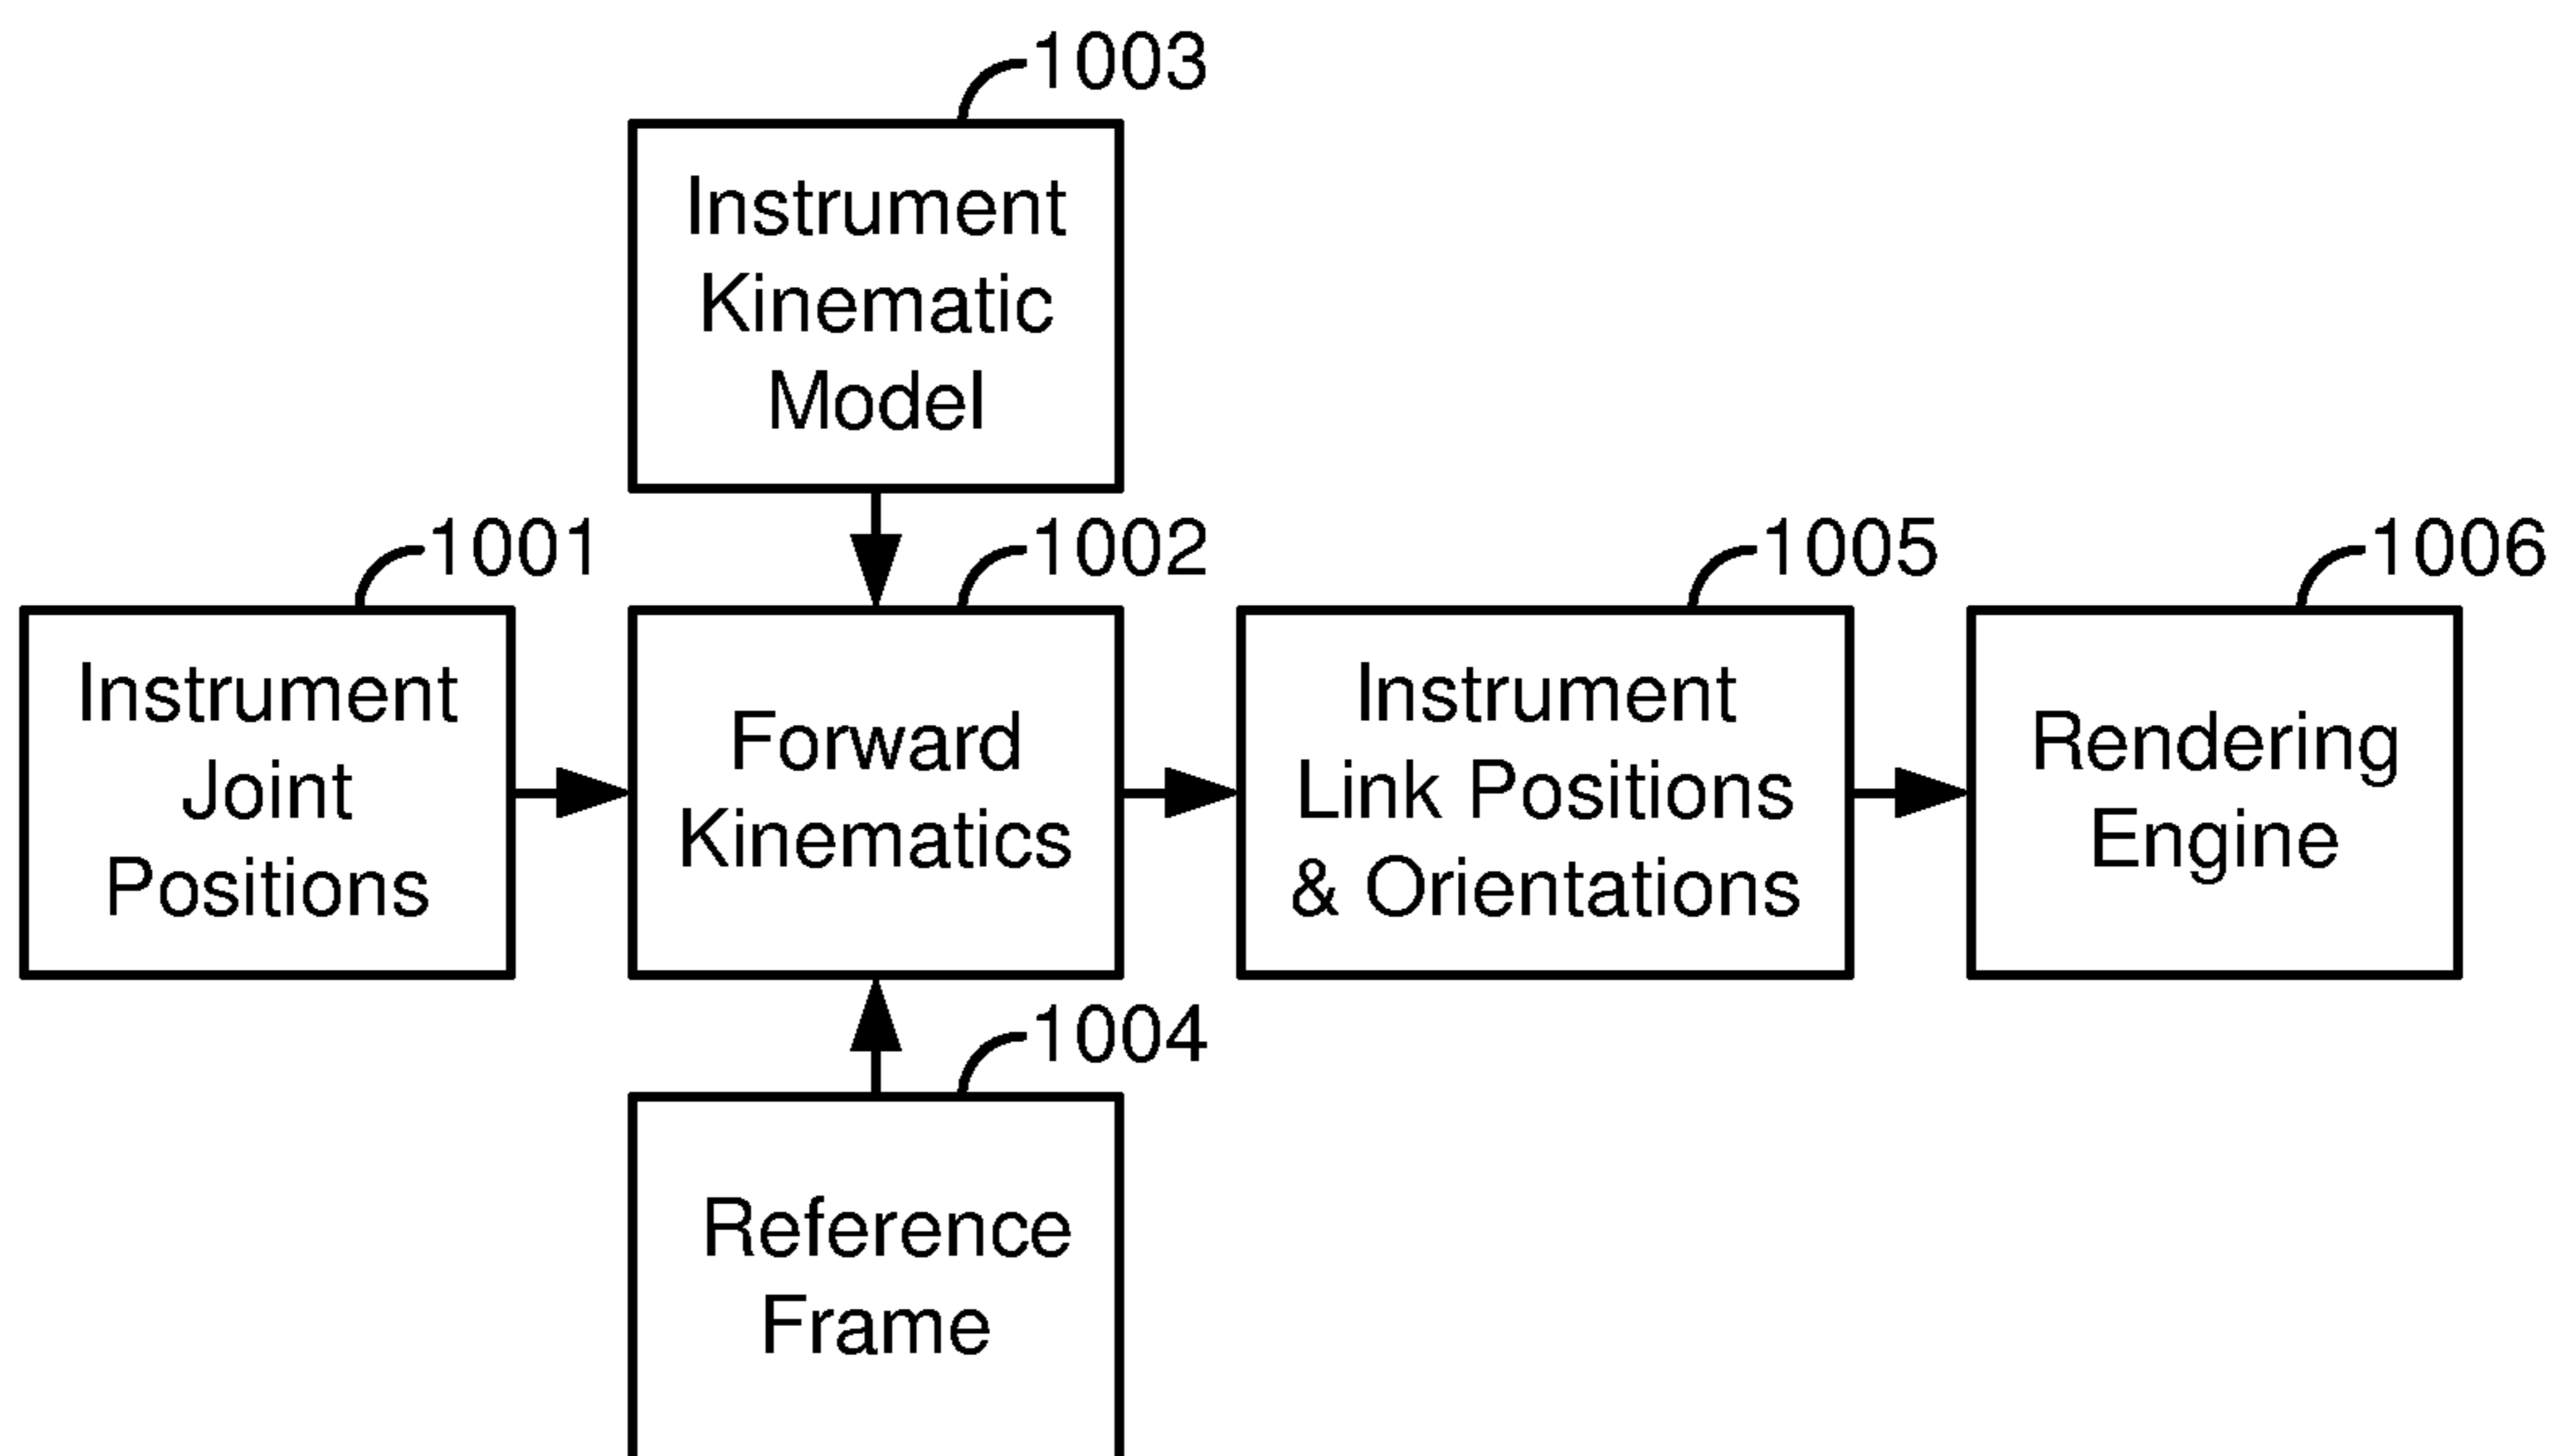 1003
Instrument
Kinematic
Model
1001
1002
1005
1006
Instrument
Joint
Positions
Forward
Kinematics
Instrument
Link Positions
& Orientations
Rendering
Engine
1004
Reference
Frame